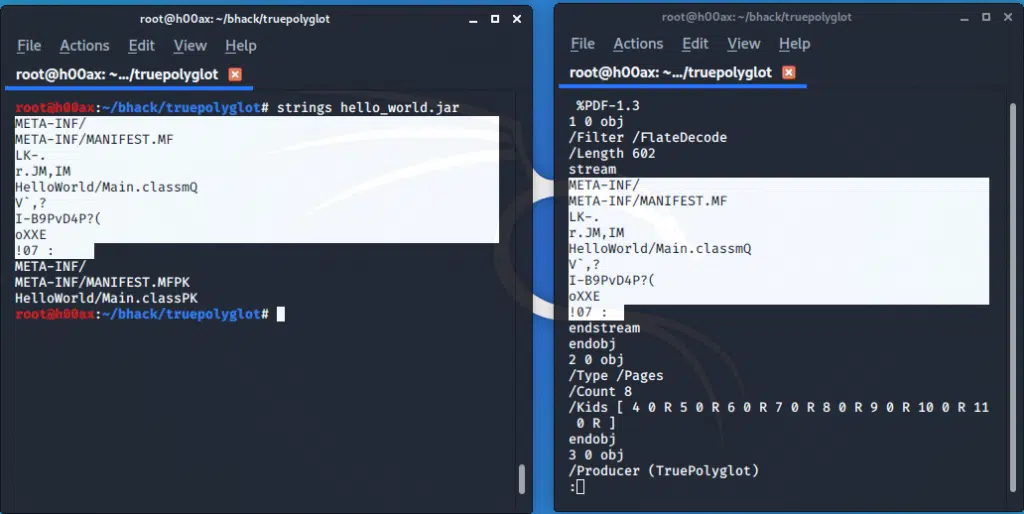 root@h00ax:~/bhack/truepolyglot
File Actions Edit View Help
root@h00ax: ~.../truepolyglot
root@h00ax:~/bhack/truepolyglot# strings hello_world.jar
META-INF/
META-INF/MANIFEST.MF
LK-.
r.JM,IM
HelloWorld/Main.classmQ
V`,?
I-B9PvD4P?(
oXXE
!07 :
META-INF/
META-INF/MANIFEST.MFPK
HelloWorld/Main.classPK
root@h00ax:~/bhack/truepolyglot#
root@h00ax:~/bhack/truepolyglot
File Actions Edit View Help
root@h00ax: ~.../truepolyglot
%PDF-1.3
1 0 obj
/Filter /FlateDecode
/Length 602
stream
META-INF/
META-INF/MANIFEST.MF
LK-.
r.JM,IM
HelloWorld/Main.classmQ
V`,?
I-B9PvD4P?(
oXXE
!07 :
endstream
endobj
2 0 obj
/Type /Pages
/Count 8
/Kids [ 4 0 R 5 0 R 6 0 R 7 0 R 8 0 R 9 0 R 10 0 R 11
0 R ]
endobj
3 0 obj
/Producer (TruePolyglot)
: